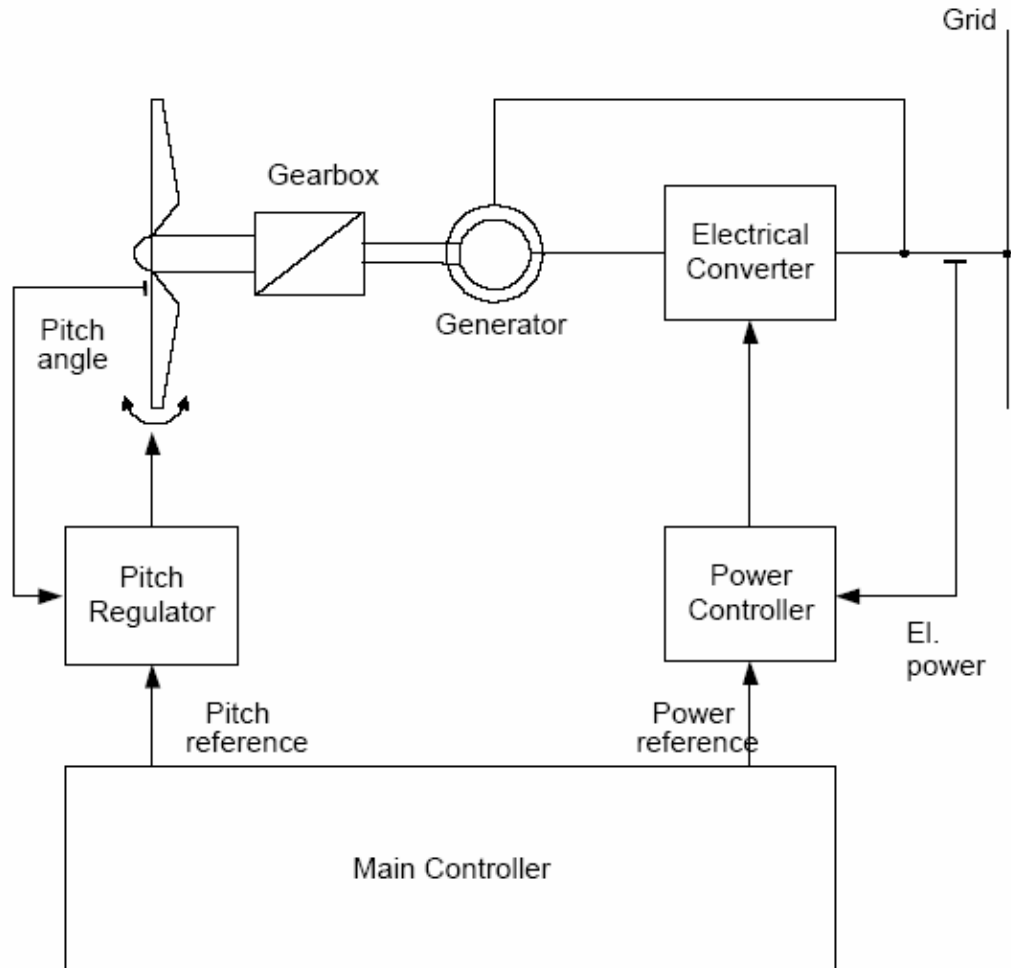 Grid
Gearbox
Electrical
Converter
Generator
Pitch
angle
Pitch
Regulator
Power
Controller
El.
power
Pitch
reference
Power
reference
Main Controller